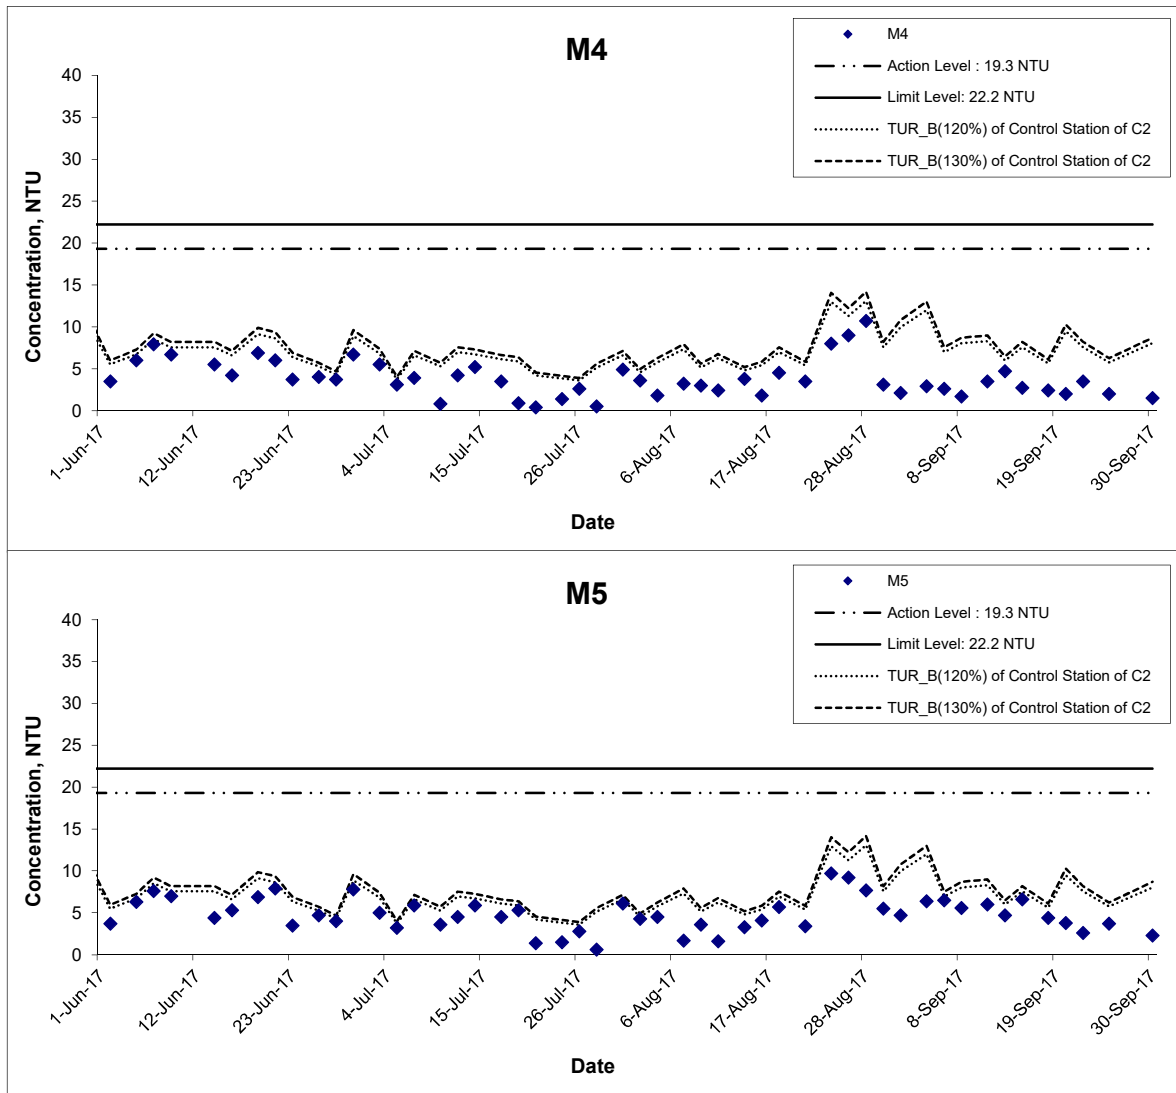 M4
M4
Action Level : 19.3 NTU
Limit Level: 22.2 NTU
TUR_B(120%) of Control Station of C2
TUR_B(130%) of Control Station of C2
Concentration, NTU
40
35
30
25
20
15
10
5
0
1-Jun-17
12-Jun-17
23-Jun-17
4-Jul-17
15-Jul-17
26-Jul-17
6-Aug-17
17-Aug-17
28-Aug-17
8-Sep-17
19-Sep-17
30-Sep-17
Date
M5
M5
Action Level : 19.3 NTU
Limit Level: 22.2 NTU
TUR_B(120%) of Control Station of C2
TUR_B(130%) of Control Station of C2
Concentration, NTU
40
35
30
25
20
15
10
5
0
1-Jun-17
12-Jun-17
23-Jun-17
4-Jul-17
15-Jul-17
26-Jul-17
6-Aug-17
17-Aug-17
28-Aug-17
8-Sep-17
19-Sep-17
30-Sep-17
Date